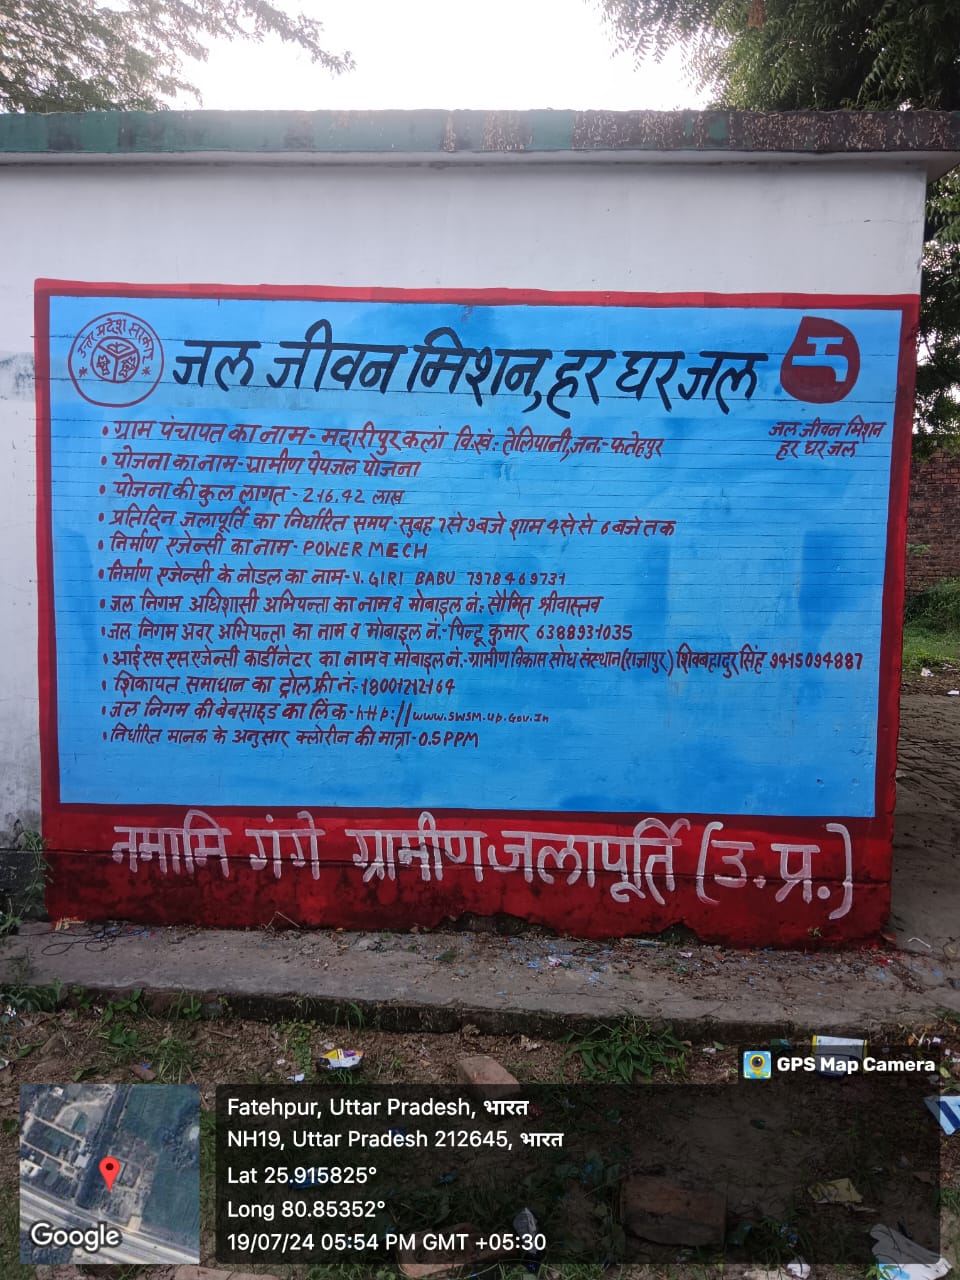 उत्तर प्रदेश सरकार
जल जीवन मिशन, हर घर जल
जल जीवन मिशन
हर घर जल
• ग्राम पंचायत का नाम - मदारीपुर कलां वि.खं: तेलियानी, जन: फतेहपुर
• योजना का नाम - ग्रामीण पेयजल योजना
• योजना की कुल लागत - 216.42 लाख
• प्रतिदिन जलापूर्ति का निर्धारित समय - सुबह 7 से 9 बजे शाम 4 से से 6 बजे तक
• निर्माण एजेन्सी का नाम - POWER MECH
• निर्माण एजेन्सी के नोडल का नाम - V. GIRI BABU 7978469731
• जल निगम अधिशासी अभियन्ता का नाम व मोबाइल नं: सौमित्र श्रीवास्तव
• जल निगम अवर अभियन्ता का नाम व मोबाइल नं:- पिन्टू कुमार 6388931035
• आई एस एस एजेन्सी कार्डीनेटर का नाम व मोबाइल नं:- ग्रामीण विकास सोध संस्थान (राजापुर) शिवबहादुर सिंह 9415094887
• शिकायत समाधान का ट्रोल फ्री नं:- 18001212164
• जल निगम की बेबसाइड का लिंक - http://www.SWSM.up.Gov.In
• निर्धारित मानक के अनुसार क्लोरीन की मात्रा - 0.5 PPM
नमामि गंगे ग्रामीण जलापूर्ति (उ.प्र.)
GPS Map Camera
Fatehpur, Uttar Pradesh, भारत
NH19, Uttar Pradesh 212645, भारत
Lat 25.915825°
Long 80.85352°
19/07/24 05:54 PM GMT +05:30
Google